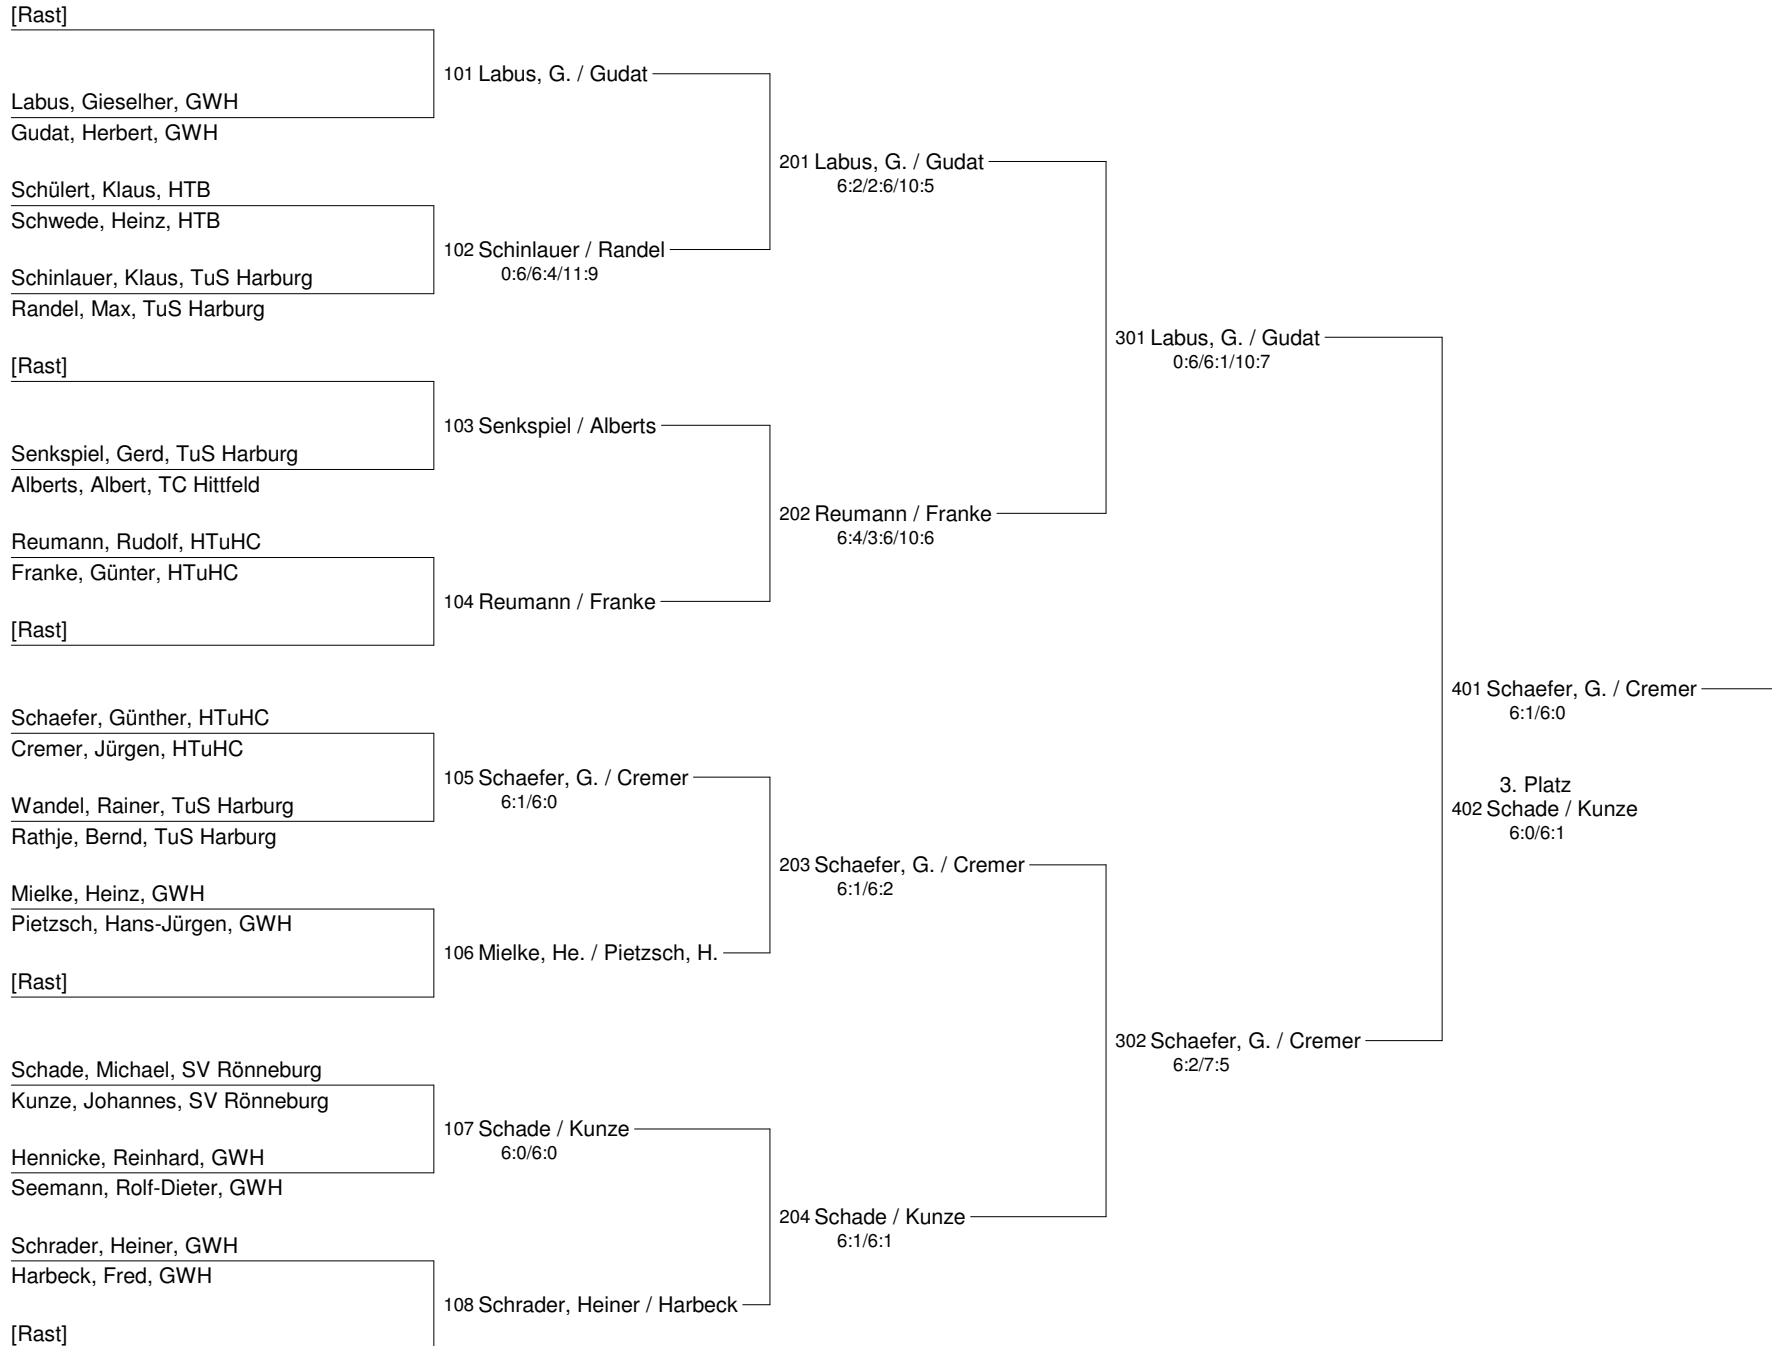 [Rast]
Labus, Gieselher, GWH
Gudat, Herbert, GWH
Schülert, Klaus, HTB
Schwede, Heinz, HTB
Schinlauer, Klaus, TuS Harburg
Randel, Max, TuS Harburg
[Rast]
Senkspiel, Gerd, TuS Harburg
Alberts, Albert, TC Hittfeld
Reumann, Rudolf, HTuHC
Franke, Günter, HTuHC
[Rast]
Schaefer, Günther, HTuHC
Cremer, Jürgen, HTuHC
Wandel, Rainer, TuS Harburg
Rathje, Bernd, TuS Harburg
Mielke, Heinz, GWH
Pietzsch, Hans-Jürgen, GWH
[Rast]
Schade, Michael, SV Rönneburg
Kunze, Johannes, SV Rönneburg
Hennicke, Reinhard, GWH
Seemann, Rolf-Dieter, GWH
Schrader, Heiner, GWH
Harbeck, Fred, GWH
[Rast]
101 Labus, G. / Gudat
102 Schinlauer / Randel
0:6/6:4/11:9
103 Senkspiel / Alberts
104 Reumann / Franke
105 Schaefer, G. / Cremer
6:1/6:0
106 Mielke, He. / Pietzsch, H.
107 Schade / Kunze
6:0/6:0
108 Schrader, Heiner / Harbeck
201 Labus, G. / Gudat
6:2/2:6/10:5
202 Reumann / Franke
6:4/3:6/10:6
203 Schaefer, G. / Cremer
6:1/6:2
204 Schade / Kunze
6:1/6:1
301 Labus, G. / Gudat
0:6/6:1/10:7
302 Schaefer, G. / Cremer
6:2/7:5
401 Schaefer, G. / Cremer
6:1/6:0
3. Platz
402 Schade / Kunze
6:0/6:1